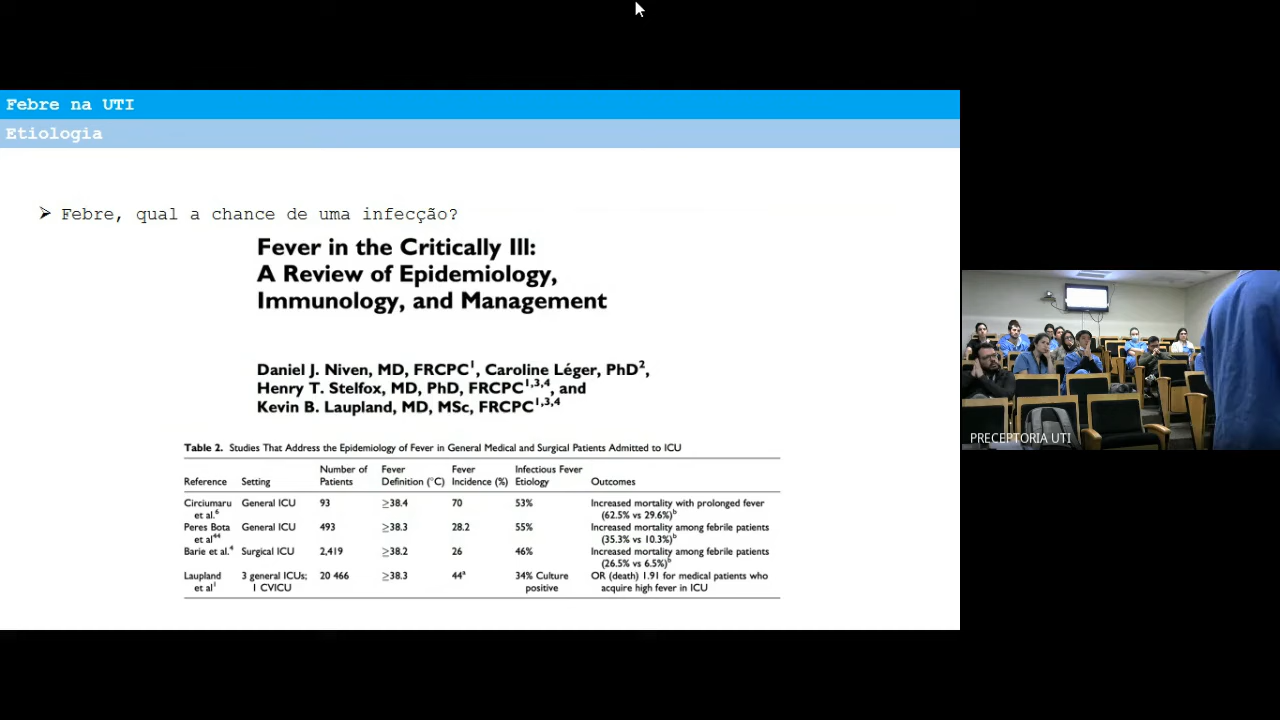 Febre na UTI
Etiologia
➢ Febre, qual a chance de uma infecção?
Fever in the Critically Ill:
A Review of Epidemiology,
Immunology, and Management
Daniel J. Niven, MD, FRCPC1, Caroline Léger, PhD2,
Henry T. Stelfox, MD, PhD, FRCPC1,3,4, and
Kevin B. Laupland, MD, MSc, FRCPC1,3,4
Table 2. Studies That Address the Epidemiology of Fever in General Medical and Surgical Patients Admitted to ICU
Reference Setting Number of Patients Fever Definition (°C) Fever Incidence (%) Infectious Fever Etiology Outcomes
Circiumaru et al.6 General ICU 93 ≥38.4 70 53% Increased mortality with prolonged fever (62.5% vs 29.6%)b
Peres Bota et al44 General ICU 493 ≥38.3 28.2 55% Increased mortality among febrile patients (35.3% vs 10.3%)b
Barie et al.4 Surgical ICU 2,419 ≥38.2 26 46% Increased mortality among febrile patients (26.5% vs 6.5%)b
Laupland et al1 3 general ICUs; 1 CVICU 20 466 ≥38.3 44a 34% Culture positive OR (death) 1.91 for medical patients who acquire high fever in ICU
PRECEPTORIA UTI